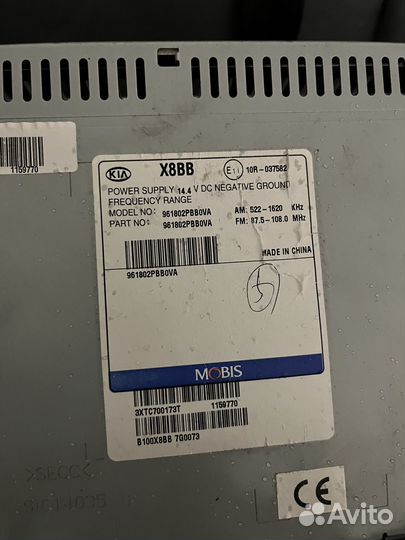 1159770
KIA
X8BB
E11
10R-037582
POWER SUPPLY 14.4 V DC NEGATIVE GROUND
FREQUENCY RANGE
MODEL NO: 961802PBB0VA AM: 522-1620 KHz
PART NO: 961802PBB0VA FM: 87.5-108.0 MHz
MADE IN CHINA
961802PBB0VA
MOBIS
3XTC700173T 1159770
B100X8BB 7G0073
>SECC<
CE
Avito